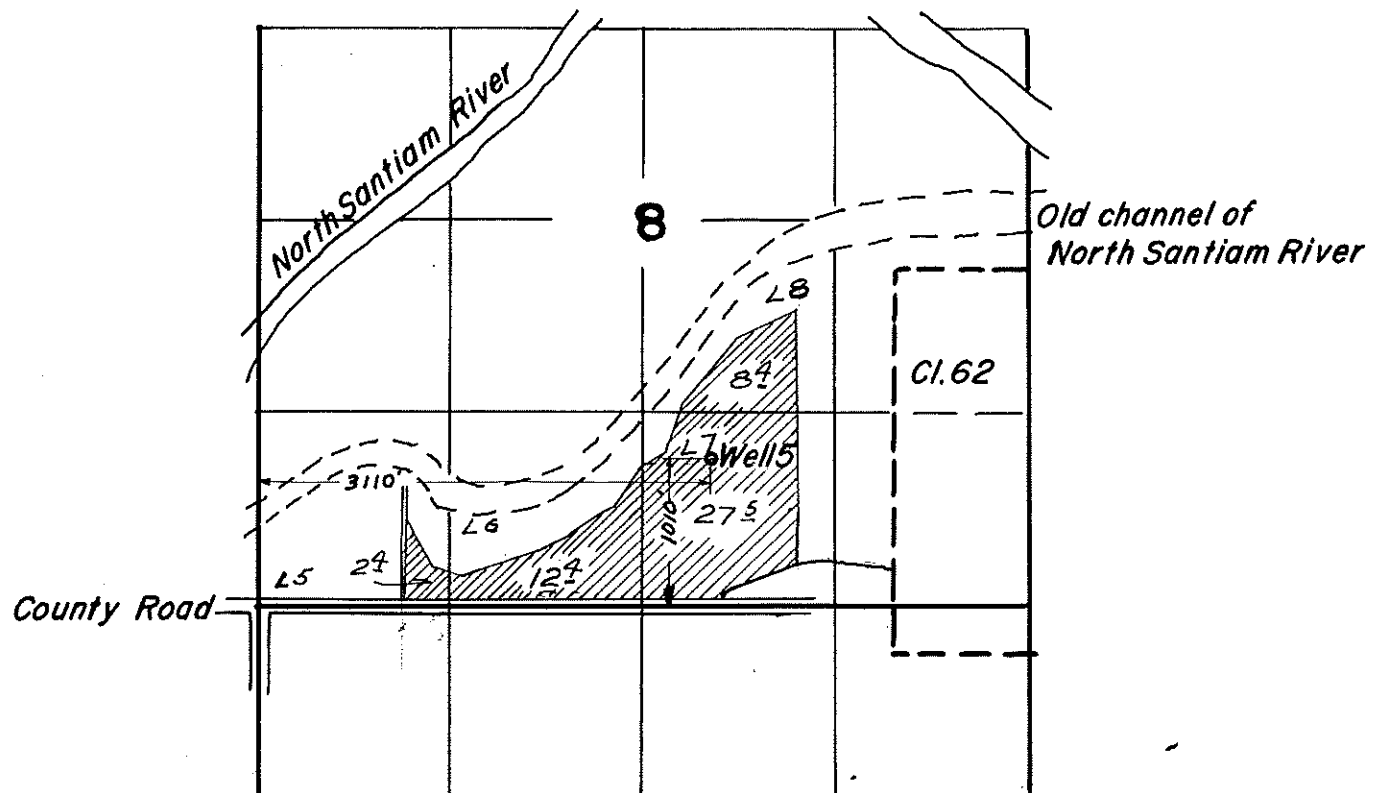 North Santiam River
8
Old channel of
North Santiam River
L8
8 4
Cl.62
L7
Well 5
3110'
1010'
27 5
L6
2 4
12 4
L5
County Road